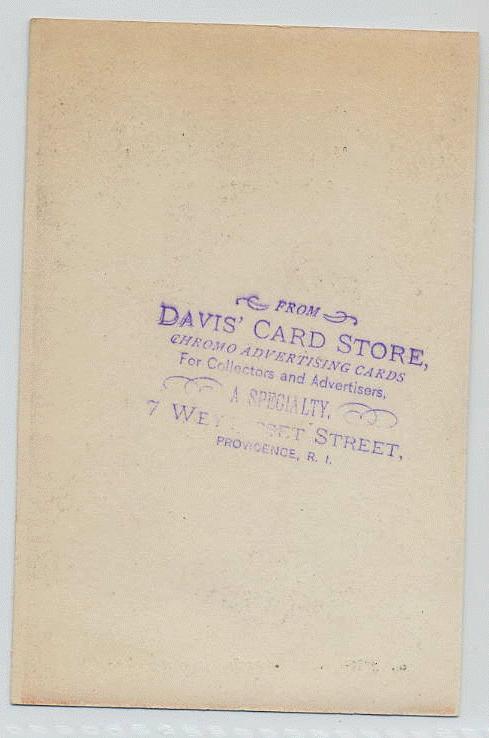 FROM
DAVIS' CARD STORE,
CHROMO ADVERTISING CARDS
For Collectors and Advertisers,
A SPECIALTY.
7 STREET,
PROVIDENCE, R. I.